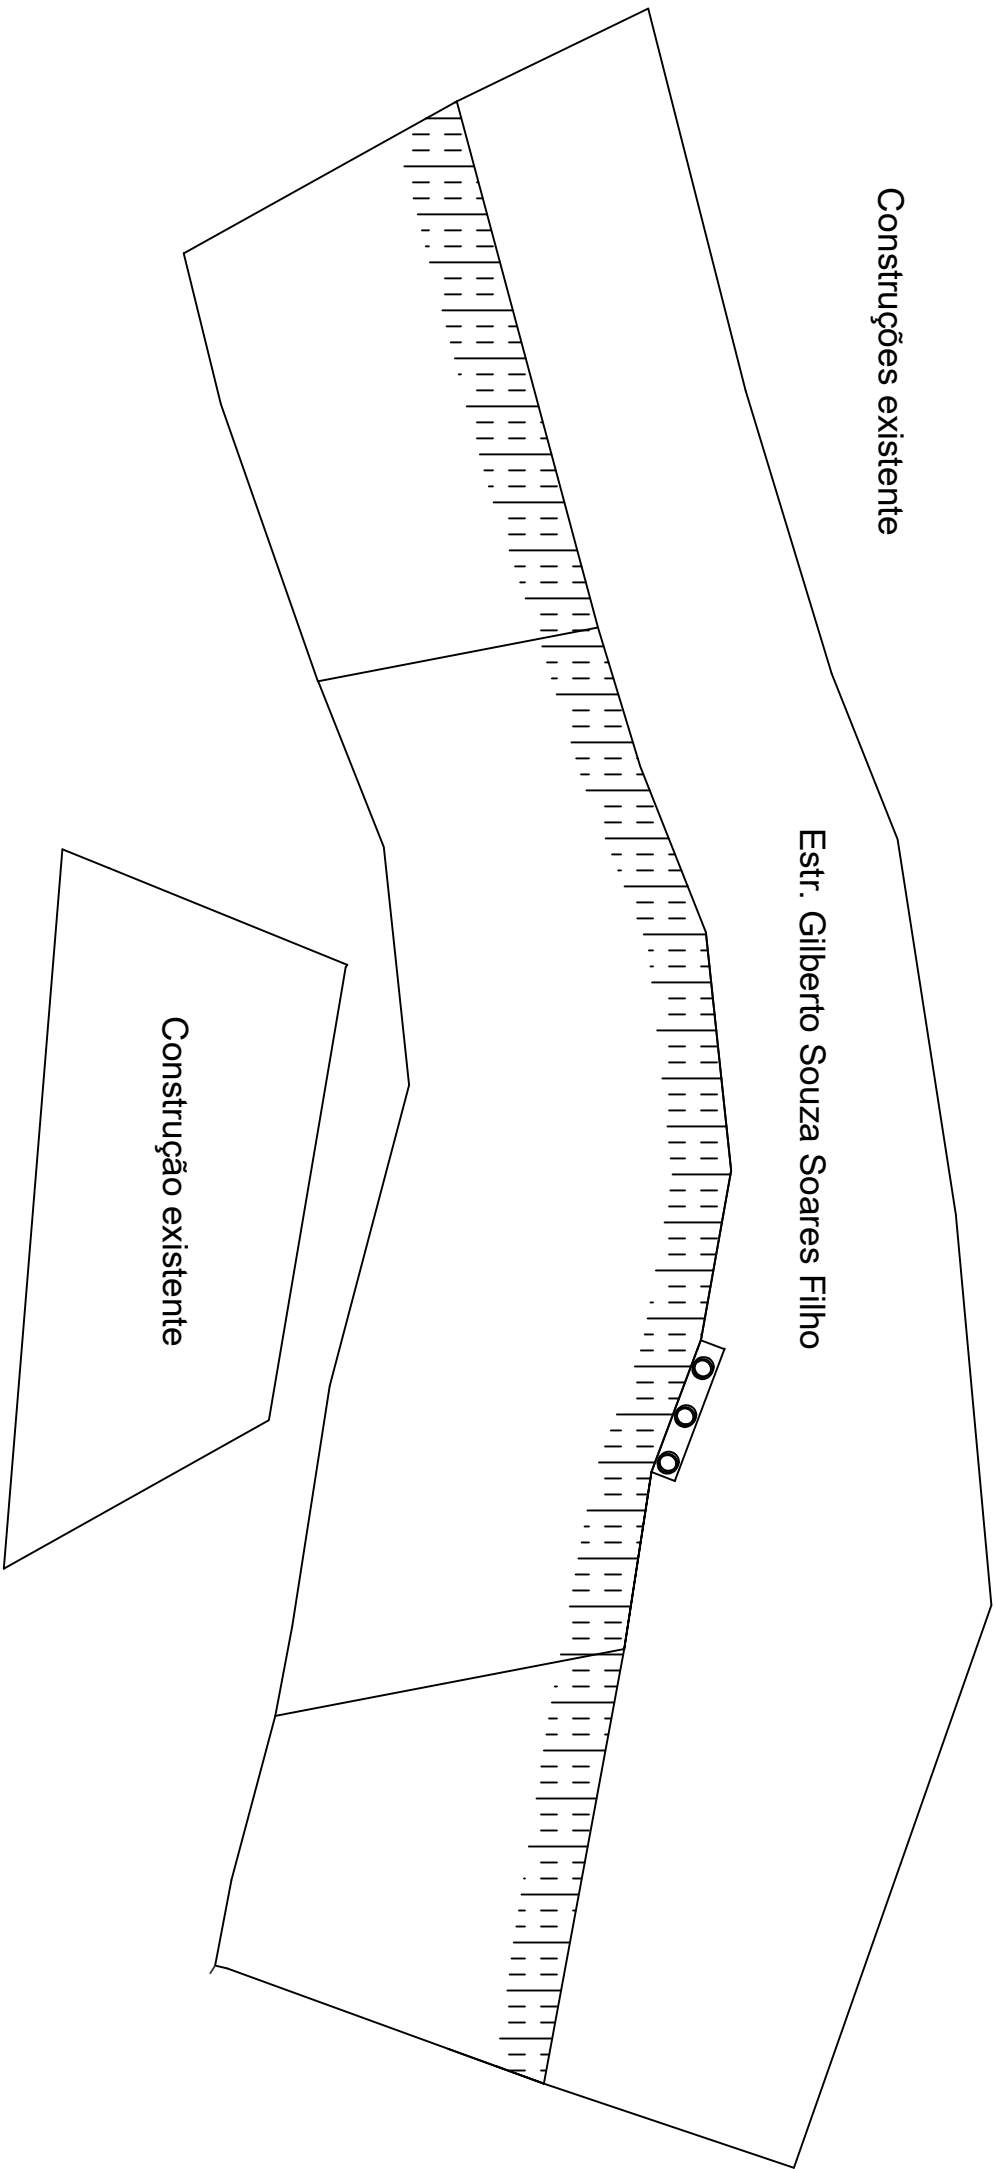 Construções existente
Estr. Gilberto Souza Soares Filho
Construção existente